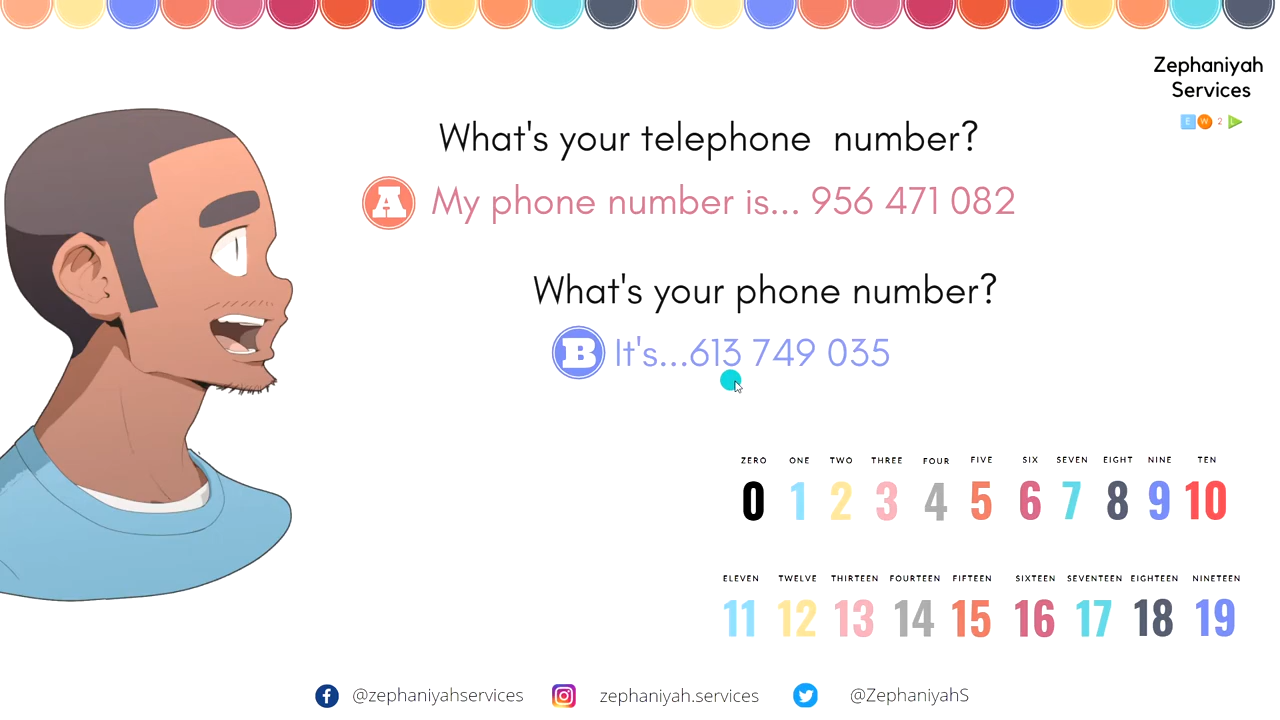 Zephaniyah
Services
E W 2 L
What's your telephone number?
A My phone number is... 956 471 082
What's your phone number?
B It's...613 749 035
ZERO ONE TWO THREE FOUR FIVE SIX SEVEN EIGHT NINE TEN
0 1 2 3 4 5 6 7 8 9 10
ELEVEN TWELVE THIRTEEN FOURTEEN FIFTEEN SIXTEEN SEVENTEEN EIGHTEEN NINETEEN
11 12 13 14 15 16 17 18 19
@zephaniyahservices zephaniyah.services @ZephaniyahS